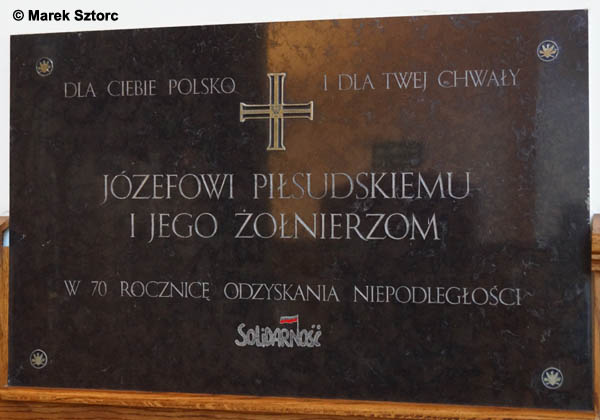 © Marek Sztorc
DLA CIEBIE POLSKO I DLA TWEJ CHWAŁY
JÓZEFOWI PIŁSUDSKIEMU
I JEGO ŻOŁNIERZOM
W 70 ROCZNICĘ ODZYSKANIA NIEPODLEGŁOŚCI
SOLiDARNOŚĆ